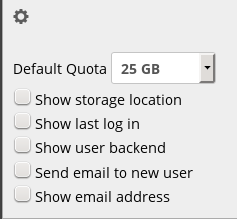 Default Quota 25 GB
Show storage location
Show last log in
Show user backend
Send email to new user
Show email address